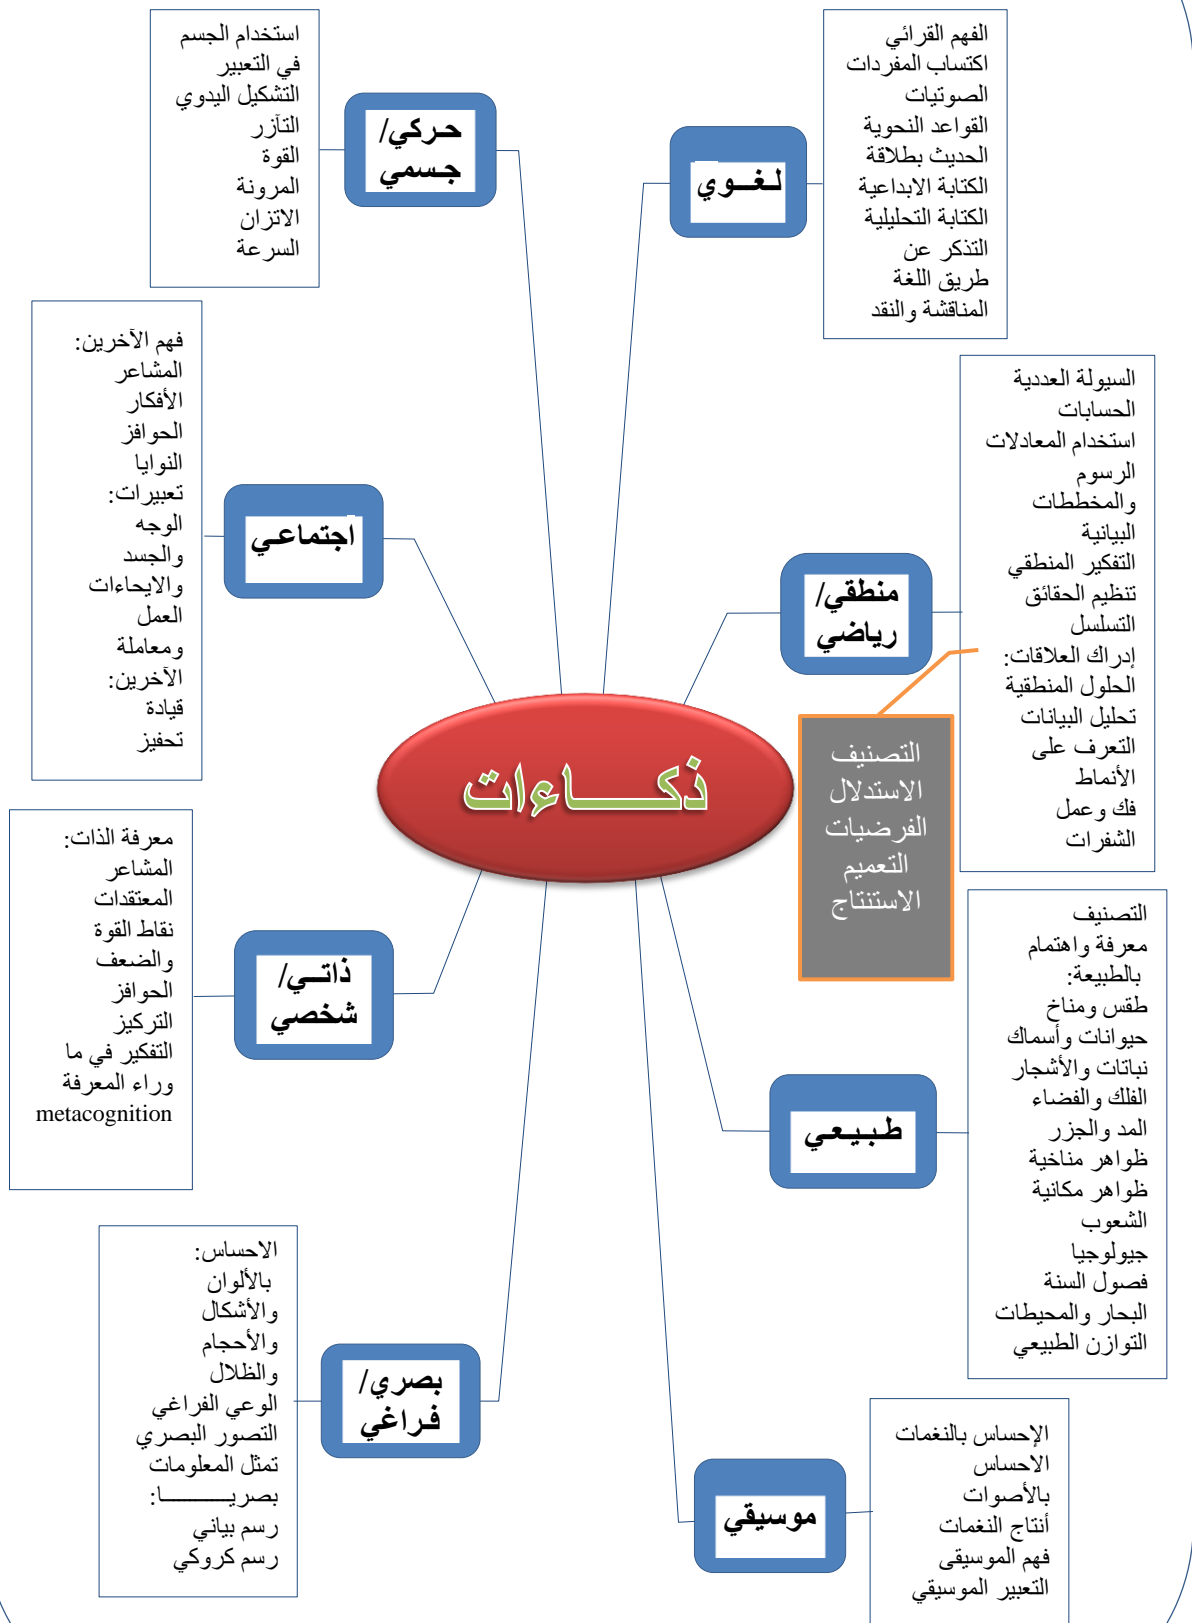 ذكـــــاءات
لـغــوي
الفهم القرائي
اكتساب المفردات
الصوتيات
القواعد النحوية
الحديث بطلاقة
الكتابة الابداعية
الكتابة التحليلية
التذكر عن
طريق اللغة
المناقشة والنقد
منطقي/
رياضي
السيولة العددية
الحسابات
استخدام المعادلات
الرسوم
والمخططات
البيانية
التفكير المنطقي
تنظيم الحقائق
التسلسل
إدراك العلاقات:
الحلول المنطقية
تحليل البيانات
التعرف على
الأنماط
فك وعمل
الشفرات
التصنيف
الاستدلال
الفرضيات
التعميم
الاستنتاج
طـبـيـعـي
التصنيف
معرفة واهتمام
بالطبيعة:
طقس ومناخ
حيوانات وأسماك
نباتات والأشجار
الفلك والفضاء
المد والجزر
ظواهر مناخية
ظواهر مكانية
الشعوب
جيولوجيا
فصول السنة
البحار والمحيطات
التوازن الطبيعي
موسيقي
الإحساس بالنغمات
الاحساس
بالأصوات
أنتاج النغمات
فهم الموسيقى
التعبير الموسيقي
حـركي/
جـسمي
استخدام الجسم
في التعبير
التشكيل اليدوي
التآزر
القوة
المرونة
الاتزان
السرعة
اجتماعـي
فهم الآخرين:
المشاعر
الأفكار
الحوافز
النوايا
تعبيرات:
الوجه
والجسد
والايحاءات
العمل
ومعاملة
الآخرين:
قيادة
تحفيز
ذاتــي/
شخصي
معرفة الذات:
المشاعر
المعتقدات
نقاط القوة
والضعف
الحوافز
التركيز
التفكير في ما
وراء المعرفة
metacognition
بصري/
فـراغي
الاحساس:
بالألوان
والأشكال
والأحجام
والظلال
الوعي الفراغي
التصور البصري
تمثل المعلومات
بصريـــــــــا:
رسم بياني
رسم كروكي